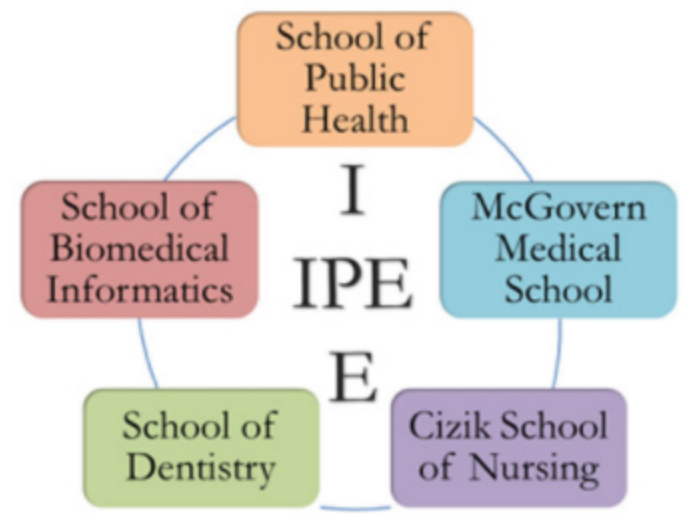 School of
Public
Health
I
IPE
E
School of
Biomedical
Informatics
McGovern
Medical
School
School of
Dentistry
Cizik School
of Nursing